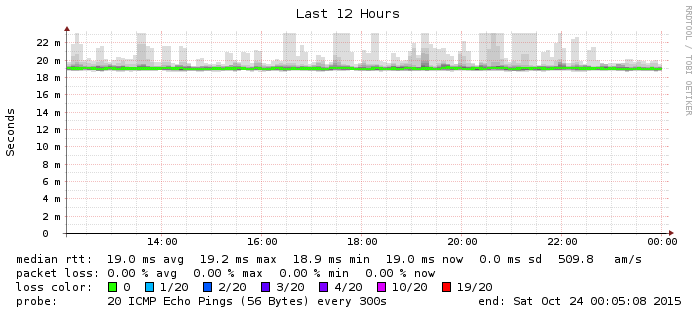 Last 12 Hours
RRDTOOL / TOBI OETIKER
Seconds
22 m
20 m
18 m
16 m
14 m
12 m
10 m
8 m
6 m
4 m
2 m
0
14:00 16:00 18:00 20:00 22:00 00:00
median rtt: 19.0 ms avg 19.2 ms max 18.9 ms min 19.0 ms now 0.0 ms sd 509.8 am/s
packet loss: 0.00 % avg 0.00 % max 0.00 % min 0.00 % now
loss color: 0 1/20 2/20 3/20 4/20 10/20 19/20
probe: 20 ICMP Echo Pings (56 Bytes) every 300s end: Sat Oct 24 00:05:08 2015